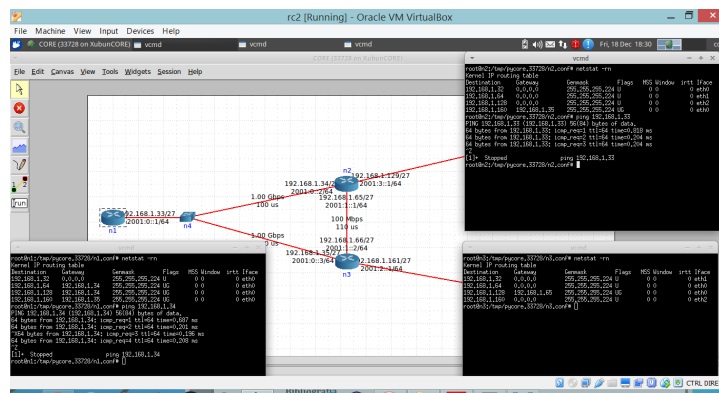 rc2 [Running] - Oracle VM VirtualBox
File Machine View Input Devices Help
CORE (33728 on XubunCORE) vcmd vcmd vcmd Fri, 18 Dec 18:30
CORE (33728 on XubunCORE)
File Edit Canvas View Tools Widgets Session Help
vcmd
root@n2:/tmp/pycore.33728/n2.conf# netstat -rn
Kernel IP routing table
Destination Gateway Genmask Flags MSS Window irtt Iface
192.168.1.32 0.0.0.0 255.255.255.224 U 0 0 0 eth0
192.168.1.64 0.0.0.0 255.255.255.224 U 0 0 0 eth1
192.168.1.128 0.0.0.0 255.255.255.224 U 0 0 0 eth2
192.168.1.160 192.168.1.35 255.255.255.224 UG 0 0 0 eth0
root@n2:/tmp/pycore.33728/n2.conf# ping 192.168.1.33
PING 192.168.1.33 (192.168.1.33) 56(84) bytes of data.
64 bytes from 192.168.1.33: icmp_req=1 ttl=64 time=0.818 ms
64 bytes from 192.168.1.33: icmp_req=2 ttl=64 time=0.204 ms
64 bytes from 192.168.1.33: icmp_req=3 ttl=64 time=0.204 ms
^Z
[1]+ Stopped ping 192.168.1.33
root@n2:/tmp/pycore.33728/n2.conf#
run
n2
192.168.1.129/27
2001:3::1/64
192.168.1.34/2
2001:0::2/64
192.168.1.65/27
2001:1::1/64
1.00 Gbps
100 us
100 Mbps
110 us
192.168.1.33/27
2001:0::1/64
n1
n4
1.00 Gbps
192.168.1.66/27
2001:1::2/64
192.168.1.35/2
2001:0::3/64
2.168.1.161/27
2001:2::1/64
n3
vcmd
root@n1:/tmp/pycore.33728/n1.conf# netstat -rn
Kernel IP routing table
Destination Gateway Genmask Flags MSS Window irtt Iface
192.168.1.32 0.0.0.0 255.255.255.224 U 0 0 0 eth0
192.168.1.64 192.168.1.34 255.255.255.224 UG 0 0 0 eth0
192.168.1.128 192.168.1.34 255.255.255.224 UG 0 0 0 eth0
192.168.1.160 192.168.1.35 255.255.255.224 UG 0 0 0 eth0
root@n1:/tmp/pycore.33728/n1.conf# ping 192.168.1.34
PING 192.168.1.34 (192.168.1.34) 56(84) bytes of data.
64 bytes from 192.168.1.34: icmp_req=1 ttl=64 time=0.687 ms
64 bytes from 192.168.1.34: icmp_req=2 ttl=64 time=0.201 ms
^X64 bytes from 192.168.1.34: icmp_req=3 ttl=64 time=0.196 ms
64 bytes from 192.168.1.34: icmp_req=4 ttl=64 time=0.208 ms
^Z
[1]+ Stopped ping 192.168.1.34
root@n1:/tmp/pycore.33728/n1.conf#
vcmd
root@n3:/tmp/pycore.33728/n3.conf# netstat -rn
Kernel IP routing table
Destination Gateway Genmask Flags MSS Window irtt Iface
192.168.1.32 0.0.0.0 255.255.255.224 U 0 0 0 eth1
192.168.1.64 0.0.0.0 255.255.255.224 U 0 0 0 eth0
192.168.1.128 192.168.1.65 255.255.255.224 UG 0 0 0 eth0
192.168.1.160 0.0.0.0 255.255.255.224 U 0 0 0 eth2
root@n3:/tmp/pycore.33728/n3.conf#
CTRL DIRE